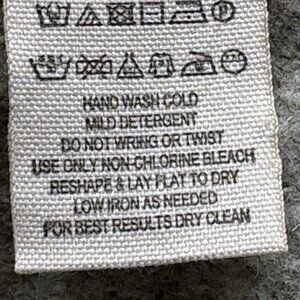 HAND WASH COLD
MILD DETERGENT
DO NOT WRING OR TWIST
USE ONLY NON-CHLORINE BLEACH
RESHAPE & LAY FLAT TO DRY
LOW IRON AS NEEDED
FOR BEST RESULTS DRY CLEAN